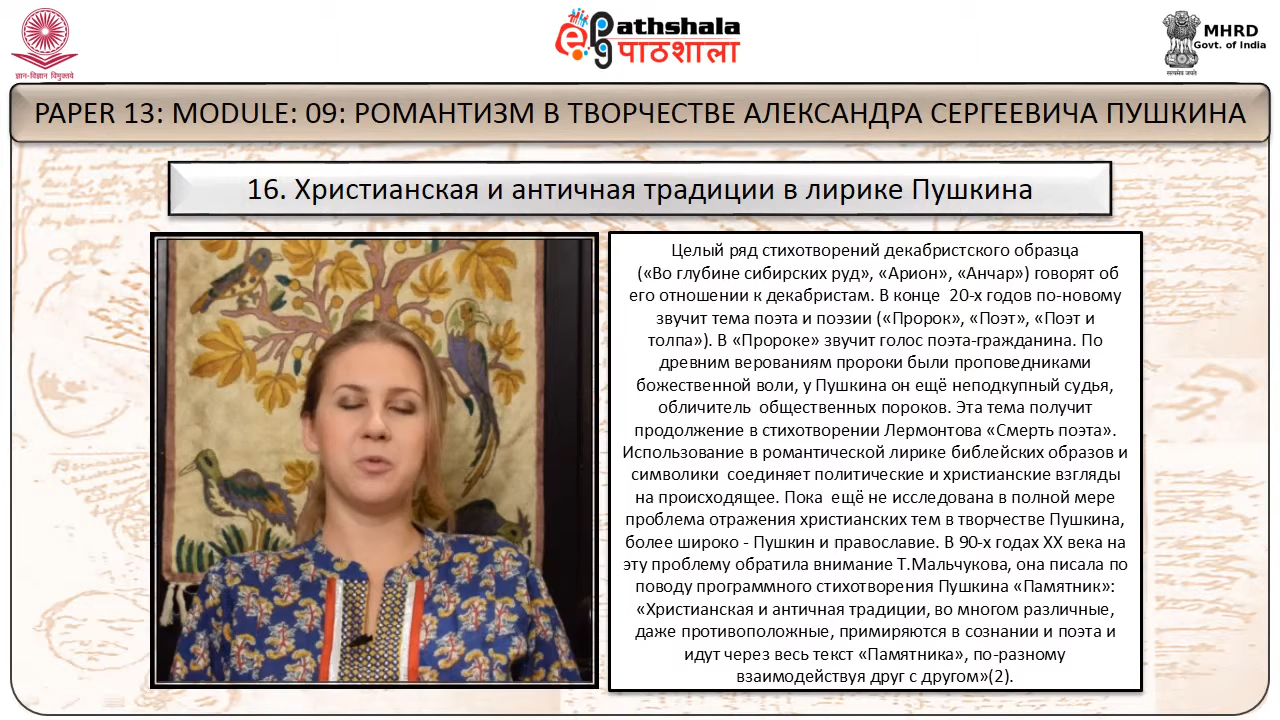 ज्ञान-विज्ञान विमुक्तये
ePathshala
पाठशाला
MHRD
Govt. of India
सत्यमेव जयते
PAPER 13: MODULE: 09: РОМАНТИЗМ В ТВОРЧЕСТВЕ АЛЕКСАНДРА СЕРГЕЕВИЧА ПУШКИНА
16. Христианская и античная традиции в лирике Пушкина
Целый ряд стихотворений декабристского образца
(«Во глубине сибирских руд», «Арион», «Анчар») говорят об
его отношении к декабристам. В конце 20-х годов по-новому
звучит тема поэта и поэзии («Пророк», «Поэт», «Поэт и
толпа»). В «Пророке» звучит голос поэта-гражданина. По
древним верованиям пророки были проповедниками
божественной воли, у Пушкина он ещё неподкупный судья,
обличитель общественных пороков. Эта тема получит
продолжение в стихотворении Лермонтова «Смерть поэта».
Использование в романтической лирике библейских образов и
символики соединяет политические и христианские взгляды
на происходящее. Пока ещё не исследована в полной мере
проблема отражения христианских тем в творчестве Пушкина,
более широко - Пушкин и православие. В 90-х годах XX века на
эту проблему обратила внимание Т.Мальчукова, она писала по
поводу программного стихотворения Пушкина «Памятник»:
«Христианская и античная традиции, во многом различные,
даже противоположные, примиряются в сознании и поэта и
идут через весь текст «Памятника», по-разному
взаимодействуя друг с другом»(2).